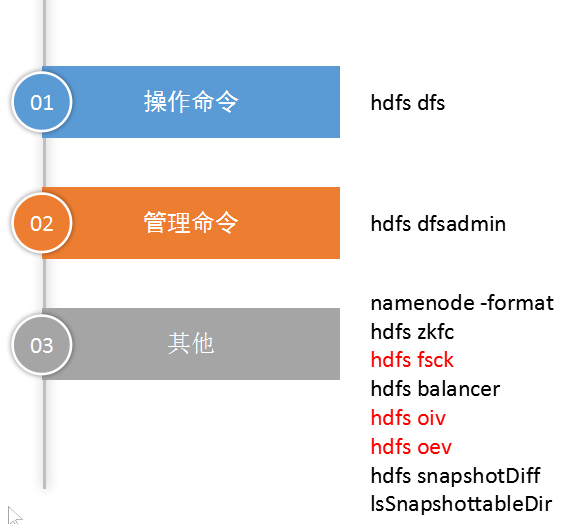 01
操作命令
hdfs dfs
02
管理命令
hdfs dfsadmin
03
其他
namenode -format
hdfs zkfc
hdfs fsck
hdfs balancer
hdfs oiv
hdfs oev
hdfs snapshotDiff
lsSnapshottableDir